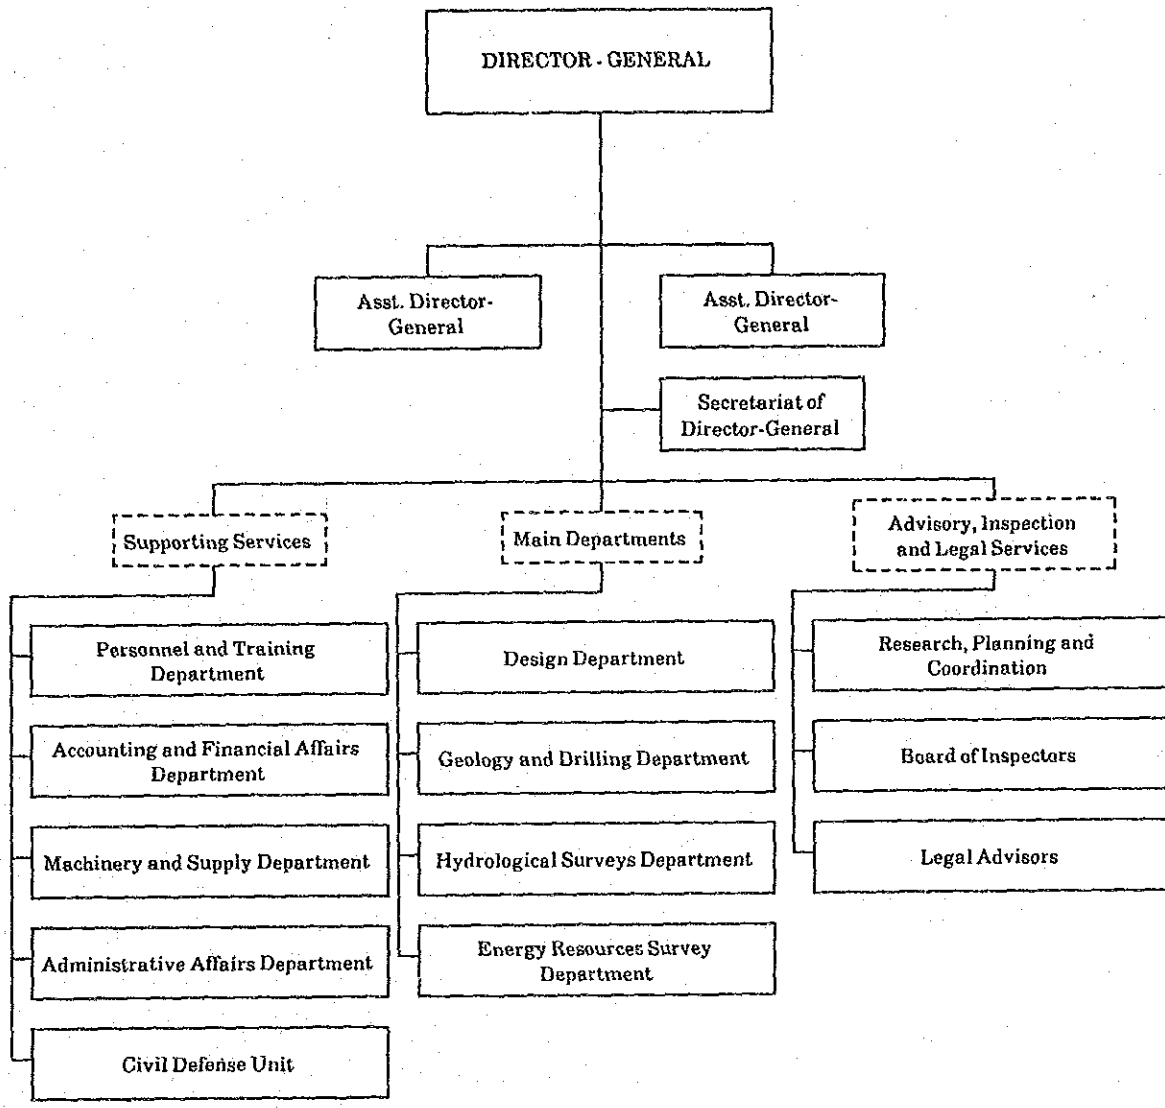 DIRECTOR - GENERAL
Asst. Director-
General
Asst. Director-
General
Secretariat of
Director-General
Supporting Services
Main Departments
Advisory, Inspection
and Legal Services
Personnel and Training
Department
Accounting and Financial Affairs
Department
Machinery and Supply Department
Administrative Affairs Department
Civil Defense Unit
Design Department
Geology and Drilling Department
Hydrological Surveys Department
Energy Resources Survey
Department
Research, Planning and
Coordination
Board of Inspectors
Legal Advisors